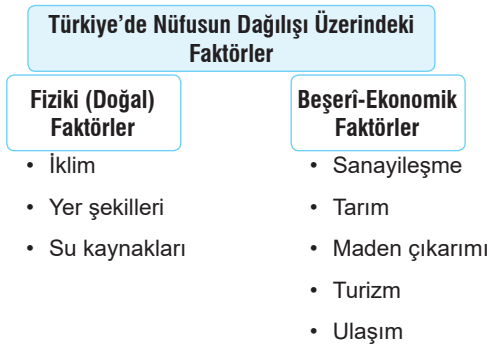 Türkiye’de Nüfusun Dağılışı Üzerindeki
Faktörler
Fiziki (Doğal)
Faktörler
• İklim
• Yer şekilleri
• Su kaynakları
Beşerî-Ekonomik
Faktörler
• Sanayileşme
• Tarım
• Maden çıkarımı
• Turizm
• Ulaşım